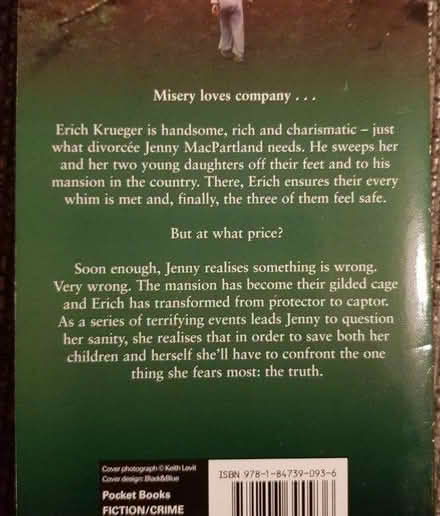 Misery loves company . . .
Erich Krueger is handsome, rich and charismatic – just
what divorcée Jenny MacPartland needs. He sweeps her
and her two young daughters off their feet and to his
mansion in the country. There, Erich ensures their every
whim is met and, finally, the three of them feel safe.
But at what price?
Soon enough, Jenny realises something is wrong.
Very wrong. The mansion has become their gilded cage
and Erich has transformed from protector to captor.
As a series of terrifying events leads Jenny to question
her sanity, she realises that in order to save both her
children and herself she'll have to confront the one
thing she fears most: the truth.
Cover photograph © Keith Levit
Cover design: Black&Blue
Pocket Books
FICTION/CRIME
ISBN 978-1-84739-093-6